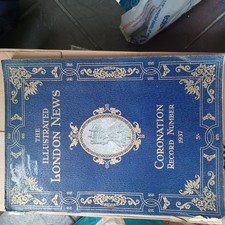 THE
ILLUSTRATED
LONDON NEWS
CORONATION
RECORD NUMBER
1937